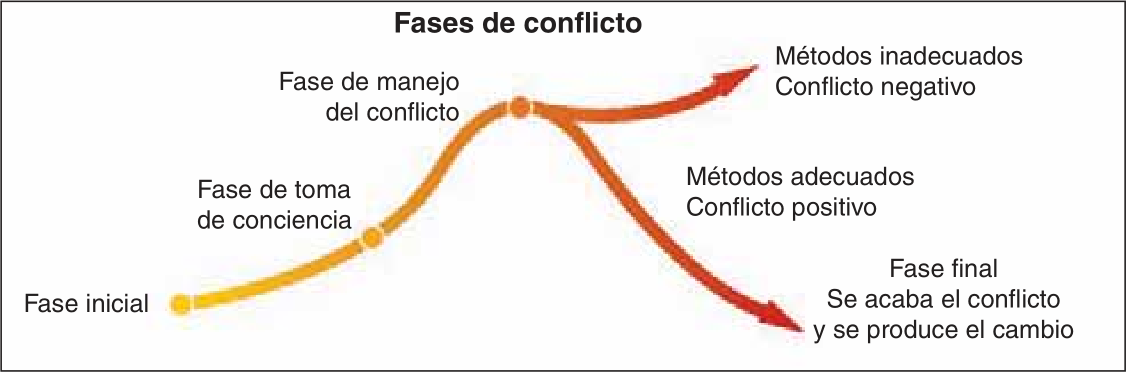 Fases de conflicto
Métodos inadecuados
Conflicto negativo
Fase de manejo
del conflicto
Métodos adecuados
Conflicto positivo
Fase de toma
de conciencia
Fase final
Se acaba el conflicto
y se produce el cambio
Fase inicial